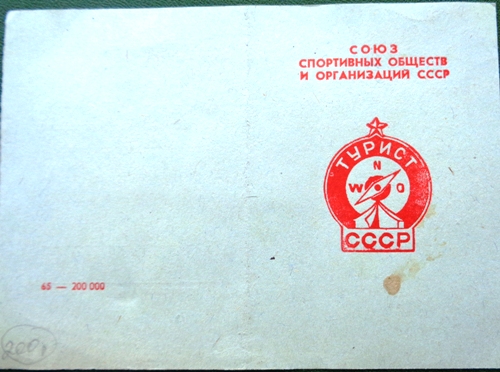 СОЮЗ
СПОРТИВНЫХ ОБЩЕСТВ
И ОРГАНИЗАЦИЙ СССР
ТУРИСТ
N
W O
СССР
65 — 200 000